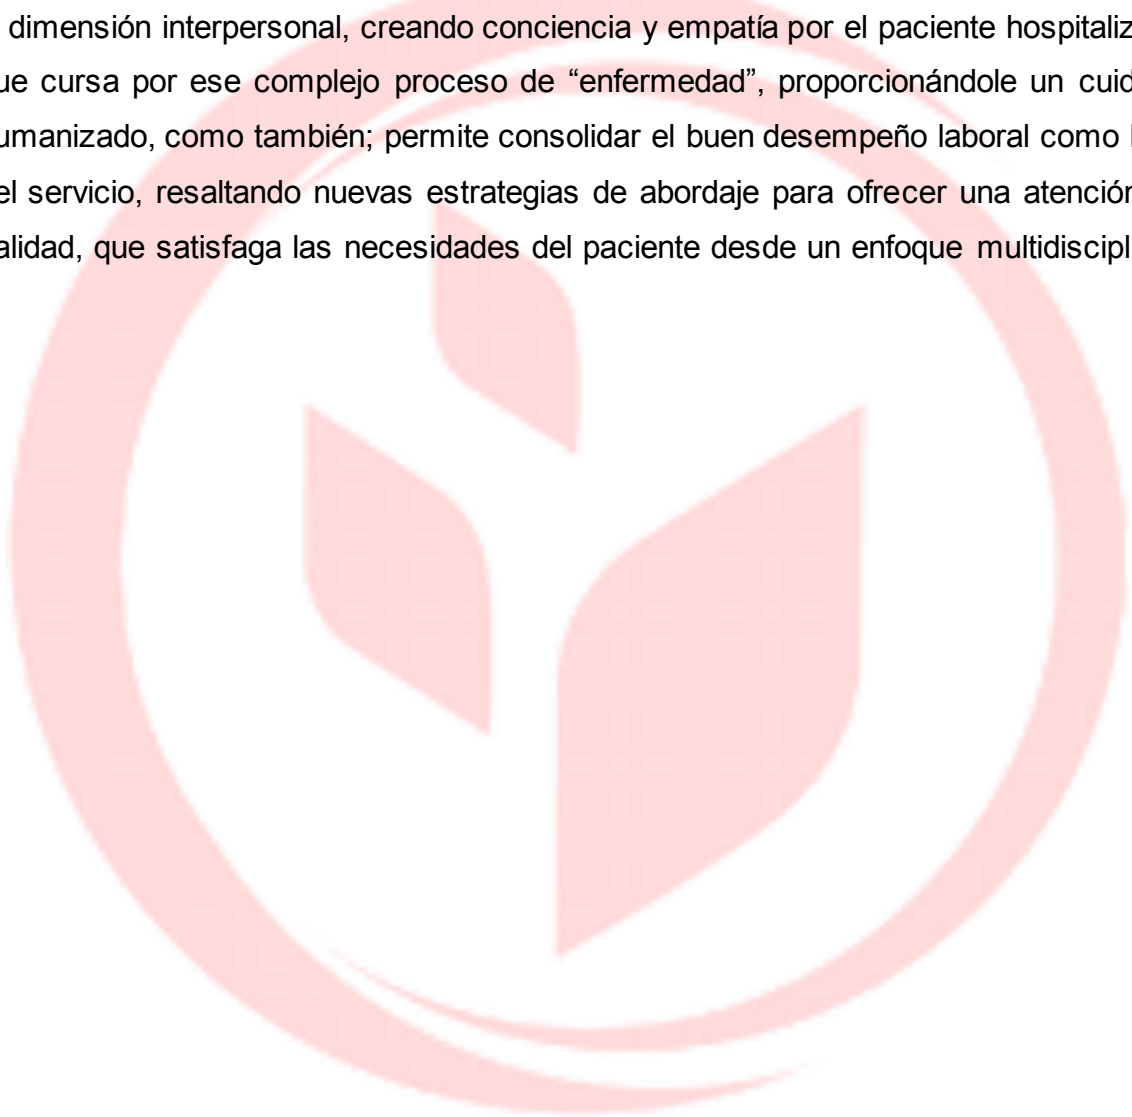 dimensión interpersonal, creando conciencia y empatía por el paciente hospitaliz
ue cursa por ese complejo proceso de “enfermedad”, proporcionándole un cuid
umanizado, como también; permite consolidar el buen desempeño laboral como
el servicio, resaltando nuevas estrategias de abordaje para ofrecer una atención
alidad, que satisfaga las necesidades del paciente desde un enfoque multidiscipl